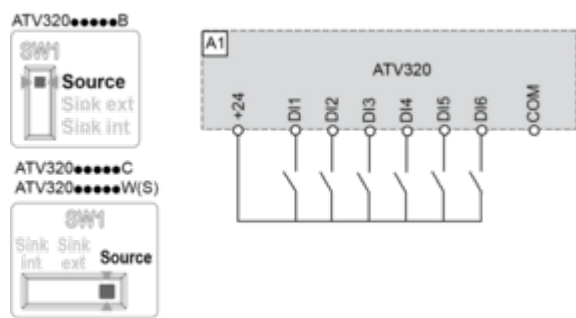 ATV320●●●●●B
SW1
Source
Sink ext
Sink int
ATV320●●●●●C
ATV320●●●●●W(S)
SW1
Sink int
Sink ext
Source
A1
ATV320
+24
DI1
DI2
DI3
DI4
DI5
DI6
COM